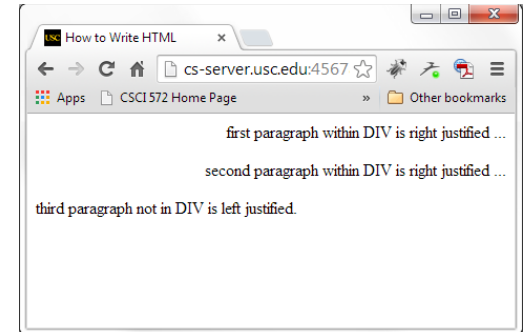 USC How to Write HTML
cs-server.usc.edu:4567
Apps CSCI 572 Home Page » Other bookmarks
first paragraph within DIV is right justified ...
second paragraph within DIV is right justified ...
third paragraph not in DIV is left justified.